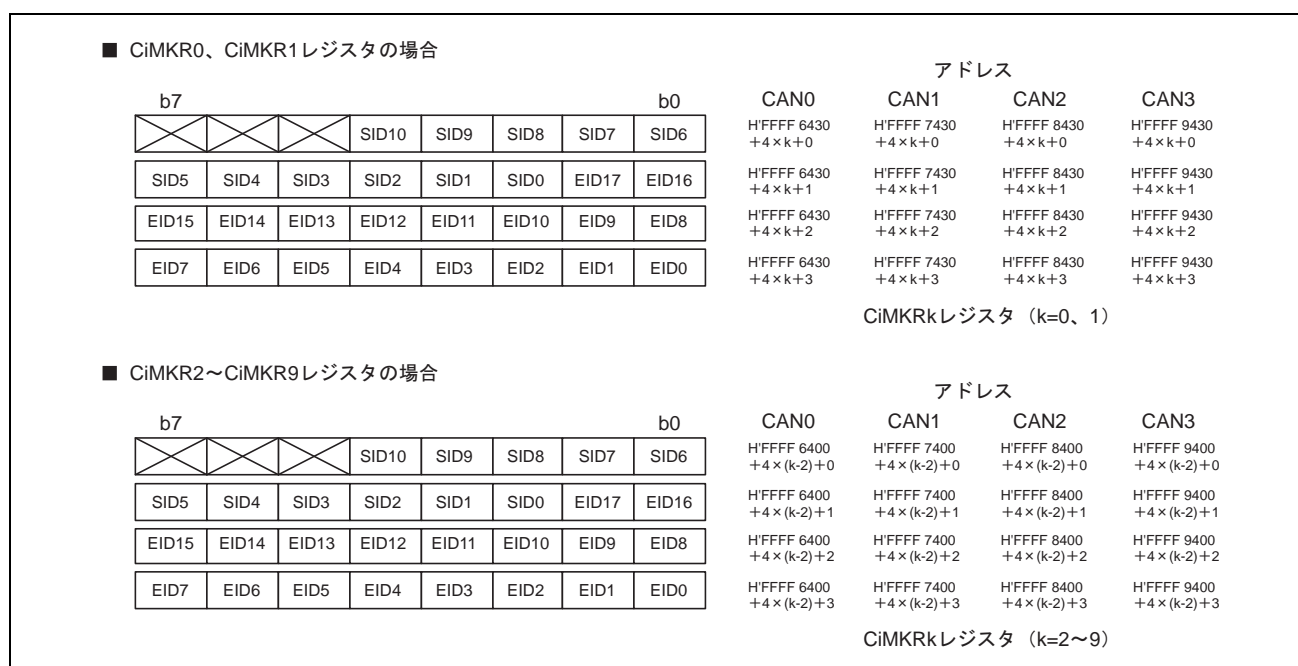 ■ CiMKR0、CiMKR1レジスタの場合
アドレス
b7 b0 CAN0 CAN1 CAN2 CAN3
SID10 SID9 SID8 SID7 SID6 H'FFFF 6430 H'FFFF 7430 H'FFFF 8430 H'FFFF 9430
+4×k+0 +4×k+0 +4×k+0 +4×k+0
SID5 SID4 SID3 SID2 SID1 SID0 EID17 EID16 H'FFFF 6430 H'FFFF 7430 H'FFFF 8430 H'FFFF 9430
+4×k+1 +4×k+1 +4×k+1 +4×k+1
EID15 EID14 EID13 EID12 EID11 EID10 EID9 EID8 H'FFFF 6430 H'FFFF 7430 H'FFFF 8430 H'FFFF 9430
+4×k+2 +4×k+2 +4×k+2 +4×k+2
EID7 EID6 EID5 EID4 EID3 EID2 EID1 EID0 H'FFFF 6430 H'FFFF 7430 H'FFFF 8430 H'FFFF 9430
+4×k+3 +4×k+3 +4×k+3 +4×k+3
CiMKRkレジスタ（k=0、1）
■ CiMKR2～CiMKR9レジスタの場合
アドレス
b7 b0 CAN0 CAN1 CAN2 CAN3
SID10 SID9 SID8 SID7 SID6 H'FFFF 6400 H'FFFF 7400 H'FFFF 8400 H'FFFF 9400
+4×(k-2)+0 +4×(k-2)+0 +4×(k-2)+0 +4×(k-2)+0
SID5 SID4 SID3 SID2 SID1 SID0 EID17 EID16 H'FFFF 6400 H'FFFF 7400 H'FFFF 8400 H'FFFF 9400
+4×(k-2)+1 +4×(k-2)+1 +4×(k-2)+1 +4×(k-2)+1
EID15 EID14 EID13 EID12 EID11 EID10 EID9 EID8 H'FFFF 6400 H'FFFF 7400 H'FFFF 8400 H'FFFF 9400
+4×(k-2)+2 +4×(k-2)+2 +4×(k-2)+2 +4×(k-2)+2
EID7 EID6 EID5 EID4 EID3 EID2 EID1 EID0 H'FFFF 6400 H'FFFF 7400 H'FFFF 8400 H'FFFF 9400
+4×(k-2)+3 +4×(k-2)+3 +4×(k-2)+3 +4×(k-2)+3
CiMKRkレジスタ（k=2～9）